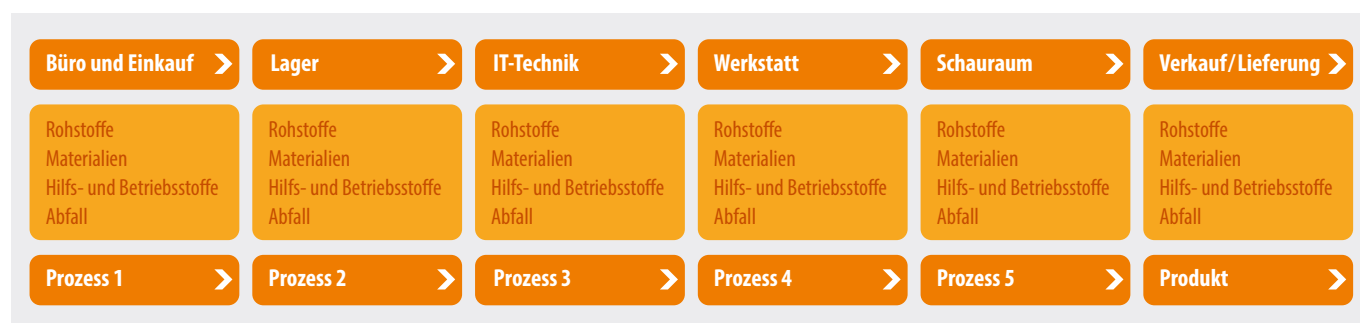 Büro und Einkauf
Lager
IT-Technik
Werkstatt
Schauraum
Verkauf/Lieferung
Rohstoffe
Materialien
Hilfs- und Betriebsstoffe
Abfall
Rohstoffe
Materialien
Hilfs- und Betriebsstoffe
Abfall
Rohstoffe
Materialien
Hilfs- und Betriebsstoffe
Abfall
Rohstoffe
Materialien
Hilfs- und Betriebsstoffe
Abfall
Rohstoffe
Materialien
Hilfs- und Betriebsstoffe
Abfall
Rohstoffe
Materialien
Hilfs- und Betriebsstoffe
Abfall
Prozess 1
Prozess 2
Prozess 3
Prozess 4
Prozess 5
Produkt